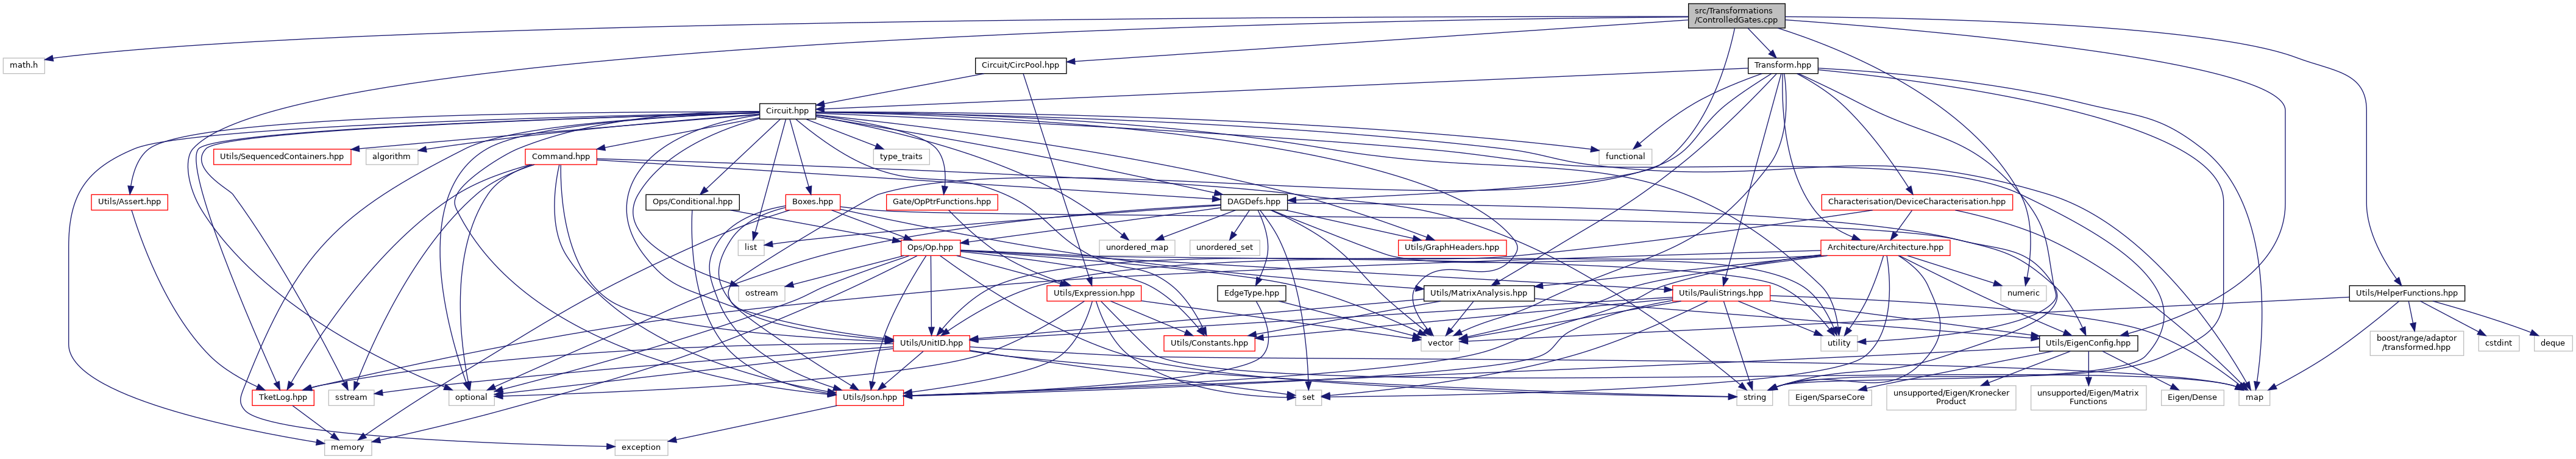 src/Transformations
/ControlledGates.cpp
math.h
Circuit/CircPool.hpp
Transform.hpp
Circuit.hpp
Utils/SequencedContainers.hpp
algorithm
Command.hpp
type_traits
functional
Utils/Assert.hpp
Ops/Conditional.hpp
Boxes.hpp
Gate/OpPtrFunctions.hpp
DAGDefs.hpp
Characterisation/DeviceCharacterisation.hpp
list
Ops/Op.hpp
unordered_map
unordered_set
Utils/GraphHeaders.hpp
Architecture/Architecture.hpp
ostream
Utils/Expression.hpp
EdgeType.hpp
Utils/MatrixAnalysis.hpp
Utils/PauliStrings.hpp
numeric
Utils/HelperFunctions.hpp
Utils/UnitID.hpp
Utils/Constants.hpp
vector
utility
Utils/EigenConfig.hpp
boost/range/adaptor
/transformed.hpp
cstdint
deque
TketLog.hpp
sstream
optional
Utils/Json.hpp
set
string
Eigen/SparseCore
unsupported/Eigen/Kronecker
Product
unsupported/Eigen/Matrix
Functions
Eigen/Dense
map
memory
exception